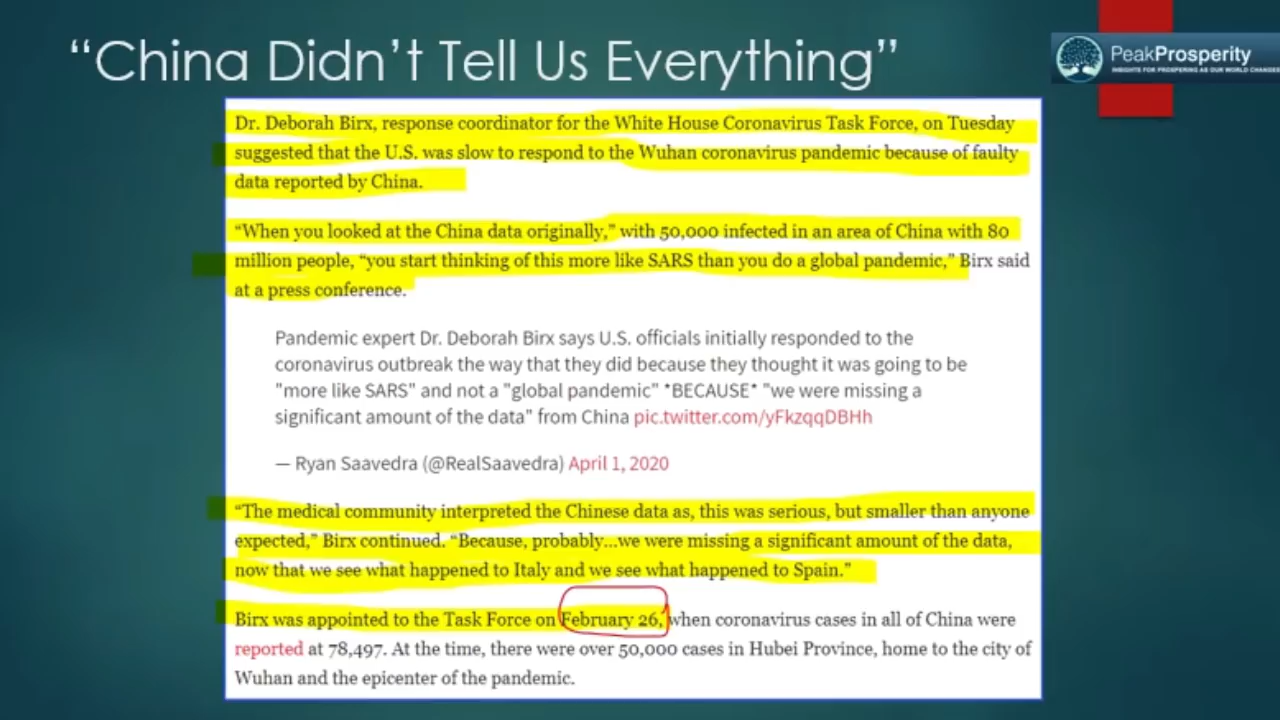 “China Didn’t Tell Us Everything”
PeakProsperity
INSIGHTS FOR PROSPERING AS OUR WORLD CHANGES
Dr. Deborah Birx, response coordinator for the White House Coronavirus Task Force, on Tuesday
suggested that the U.S. was slow to respond to the Wuhan coronavirus pandemic because of faulty
data reported by China.
“When you looked at the China data originally,” with 50,000 infected in an area of China with 80
million people, “you start thinking of this more like SARS than you do a global pandemic,” Birx said
at a press conference.
Pandemic expert Dr. Deborah Birx says U.S. officials initially responded to the
coronavirus outbreak the way that they did because they thought it was going to be
"more like SARS" and not a "global pandemic" *BECAUSE* "we were missing a
significant amount of the data" from China pic.twitter.com/yFkzqqDBHh
— Ryan Saavedra (@RealSaavedra) April 1, 2020
“The medical community interpreted the Chinese data as, this was serious, but smaller than anyone
expected,” Birx continued. “Because, probably…we were missing a significant amount of the data,
now that we see what happened to Italy and we see what happened to Spain.”
Birx was appointed to the Task Force on February 26, when coronavirus cases in all of China were
reported at 78,497. At the time, there were over 50,000 cases in Hubei Province, home to the city of
Wuhan and the epicenter of the pandemic.